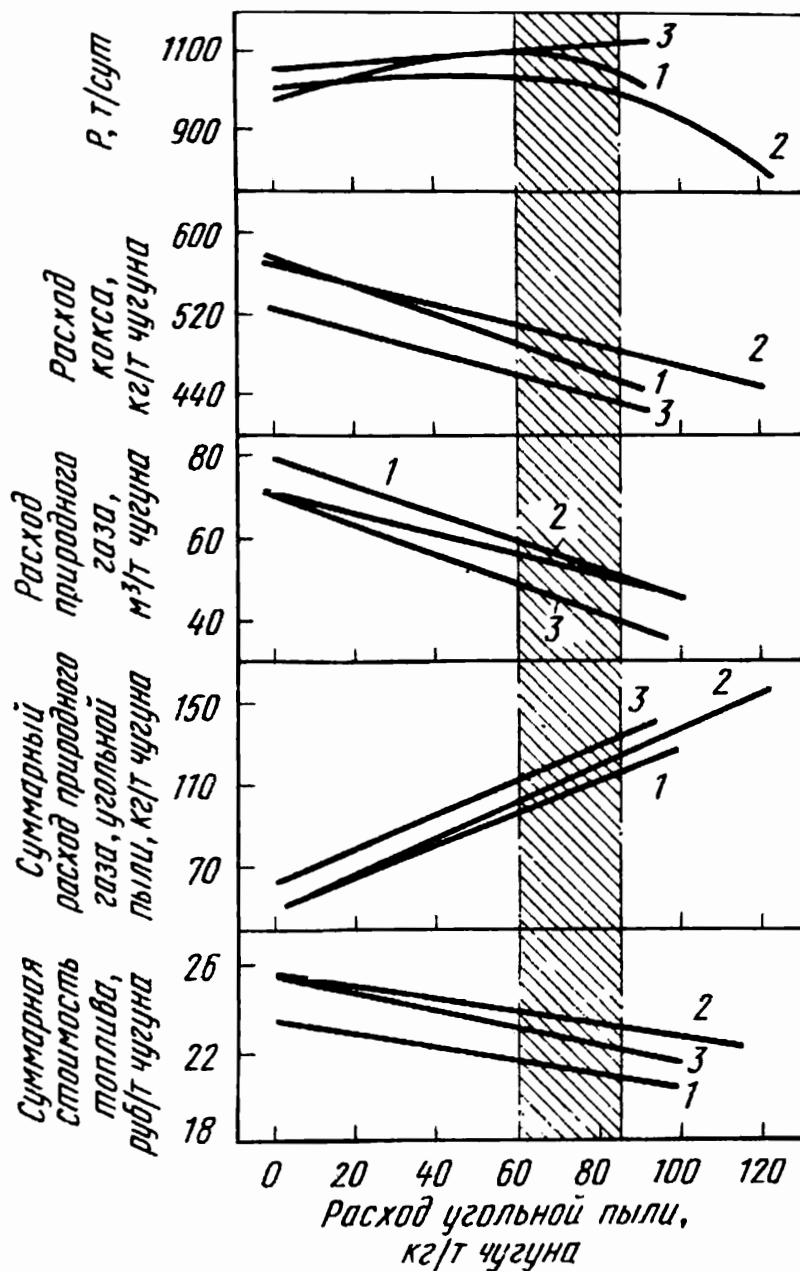 P, т/сут
1100
900
3
1
2
Расход
кокса,
кг/т чугуна
600
520
440
2
1
3
Расход
природного
газа,
м³/т чугуна
80
60
40
1
2
3
Суммарный
расход природного
газа, угольной
пыли, кг/т чугуна
150
110
70
3
2
1
Суммарная
стоимость
топлива,
руб/т чугуна
26
22
18
2
3
1
0 20 40 60 80 100 120
Расход угольной пыли,
кг/т чугуна